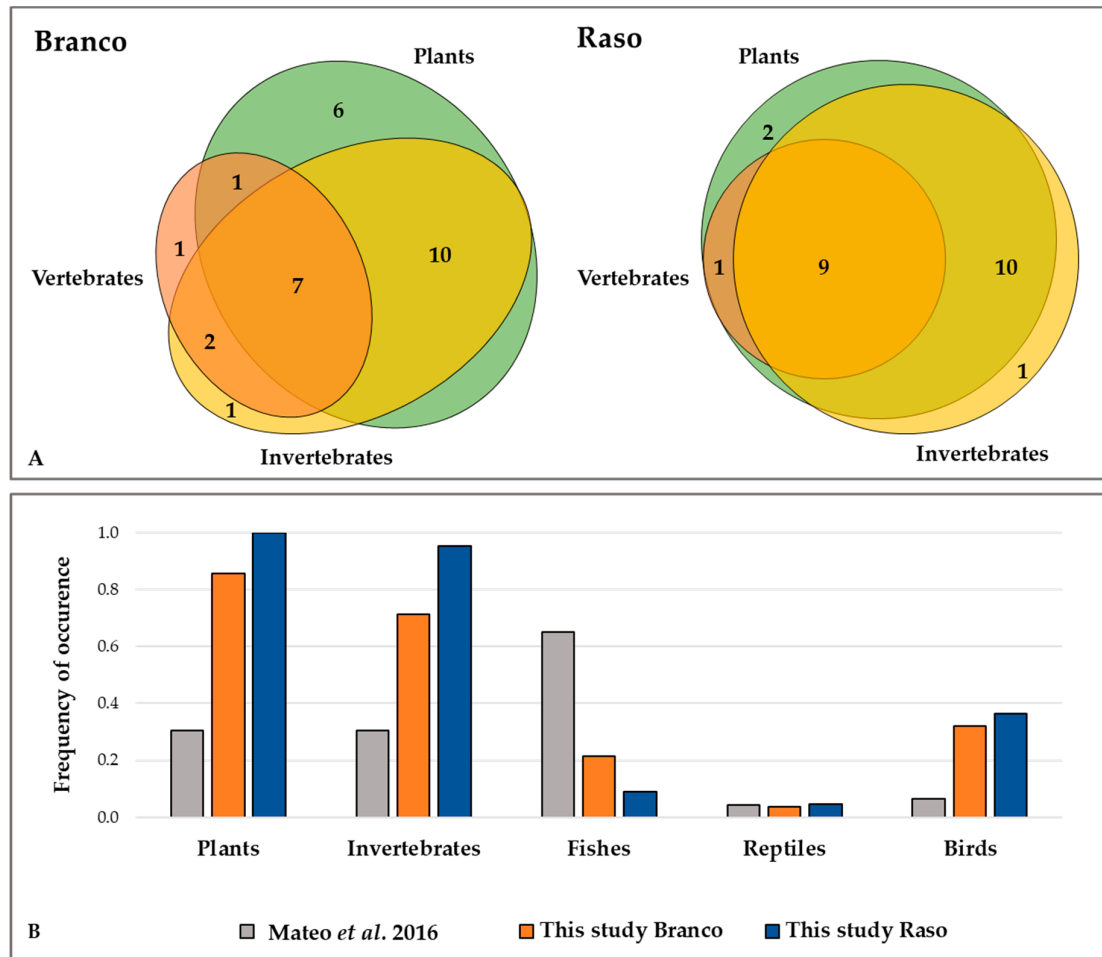 Branco
Plants
6
1
1
10
Vertebrates
7
2
1
Invertebrates
A
Raso
Plants
2
Vertebrates
1
9
10
1
Invertebrates
Frequency of occurence
1.0
0.8
0.6
0.4
0.2
0.0
Plants Invertebrates Fishes Reptiles Birds
B
Mateo et al. 2016 This study Branco This study Raso